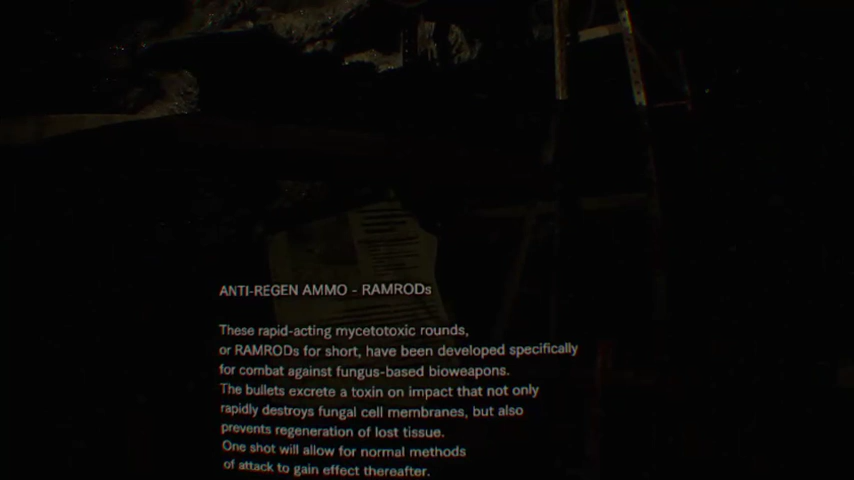 ANTI-REGEN AMMO - RAMRODs
These rapid-acting mycetotoxic rounds,
or RAMRODs for short, have been developed specifically
for combat against fungus-based bioweapons.
The bullets excrete a toxin on impact that not only
rapidly destroys fungal cell membranes, but also
prevents regeneration of lost tissue.
One shot will allow for normal methods
of attack to gain effect thereafter.